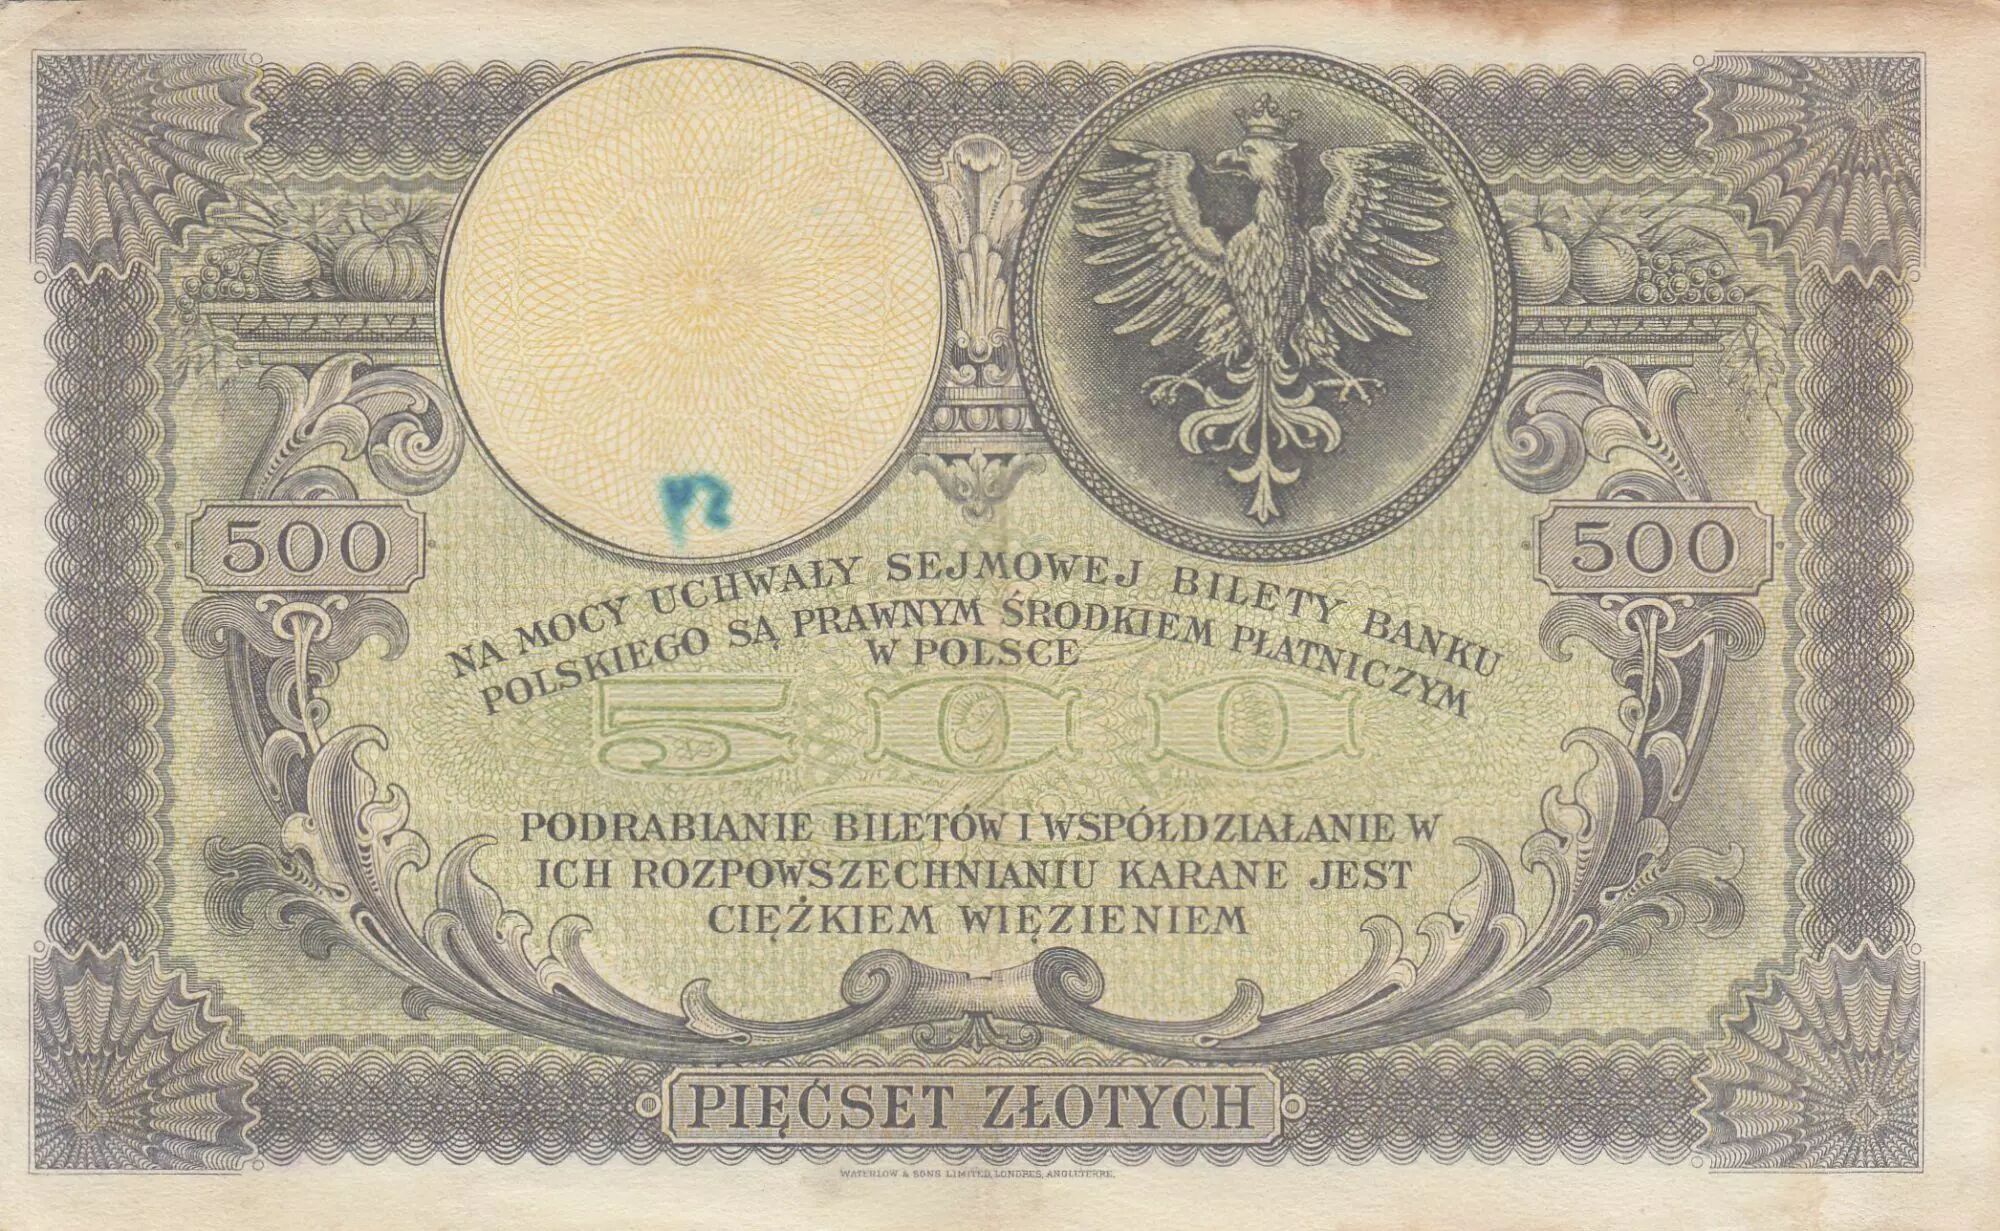 500
500
NA MOCY UCHWAŁY SEJMOWEJ BILETY BANKU
POLSKIEGO SĄ PRAWNYM ŚRODKIEM PŁATNICZYM
W POLSCE
500
PODRABIANIE BILETÓW I WSPÓŁDZIAŁANIE W
ICH ROZPOWSZECHNIANIU KARANE JEST
CIĘŻKIEM WIĘZIENIEM
PIĘĆSET ZŁOTYCH
WATERLOW & SONS LIMITED, LONDRES, ANGLETERRE.